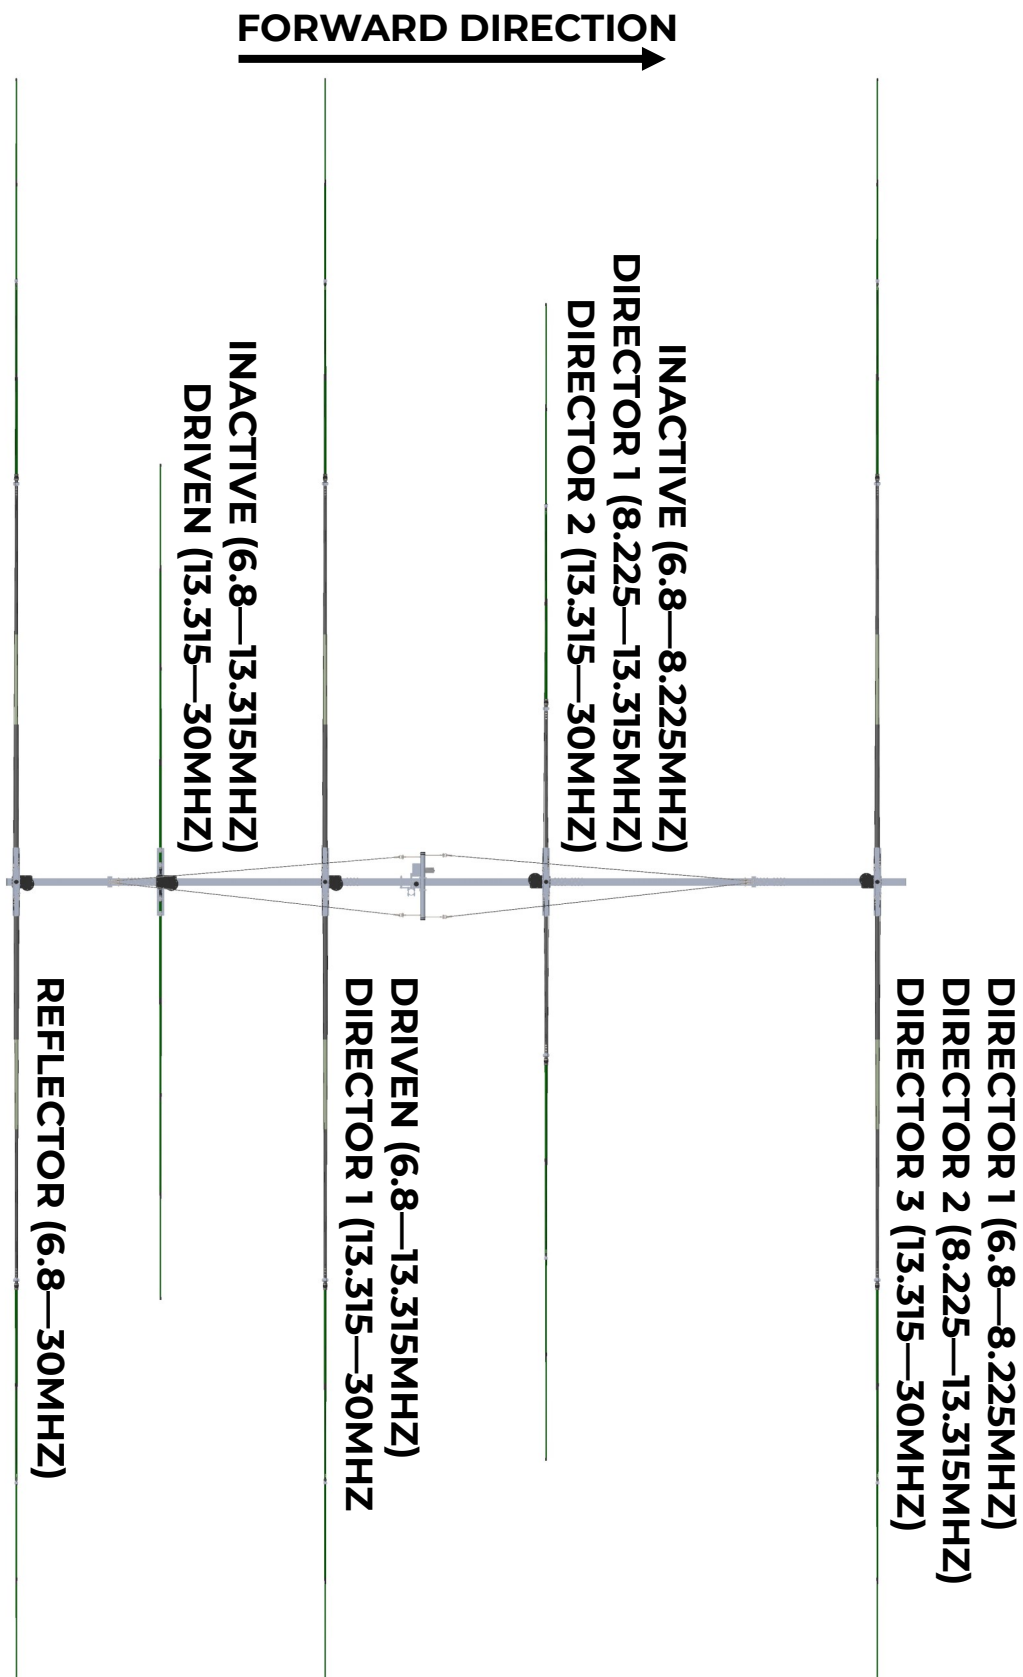 FORWARD DIRECTION
INACTIVE (6.8—13.315MHZ)
DRIVEN (13.315—30MHZ)
INACTIVE (6.8—8.225MHZ)
DIRECTOR 1 (8.225—13.315MHZ)
DIRECTOR 2 (13.315—30MHZ)
REFLECTOR (6.8—30MHZ)
DRIVEN (6.8—13.315MHZ)
DIRECTOR 1 (13.315—30MHZ
DIRECTOR 1 (6.8—8.225MHZ)
DIRECTOR 2 (8.225—13.315MHZ)
DIRECTOR 3 (13.315—30MHZ)